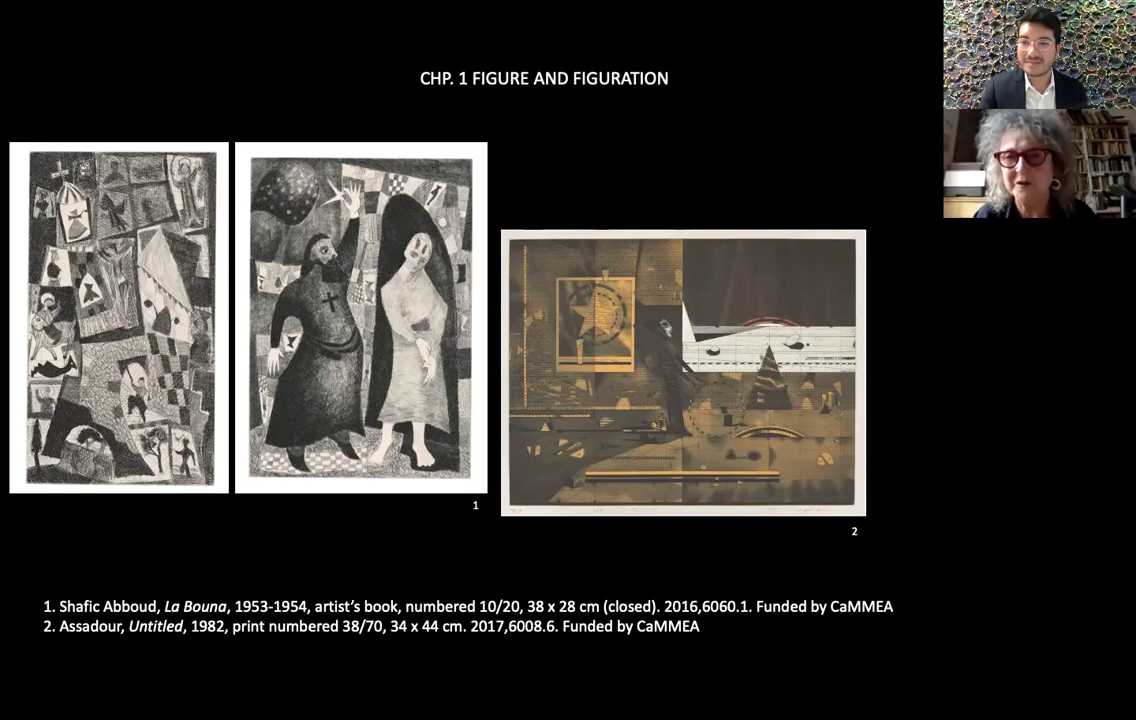 CHP. 1 FIGURE AND FIGURATION
1
2
1. Shafic Abboud, La Bouna, 1953-1954, artist’s book, numbered 10/20, 38 x 28 cm (closed). 2016,6060.1. Funded by CaMMEA
2. Assadour, Untitled, 1982, print numbered 38/70, 34 x 44 cm. 2017,6008.6. Funded by CaMMEA